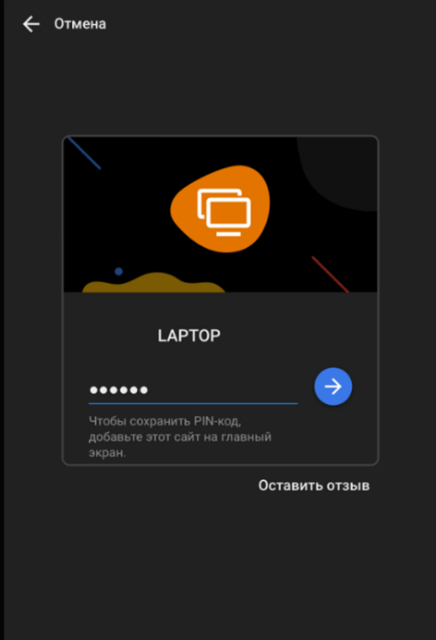 Отмена
LAPTOP
••••••
Чтобы сохранить PIN-код,
добавьте этот сайт на главный
экран.
Оставить отзыв